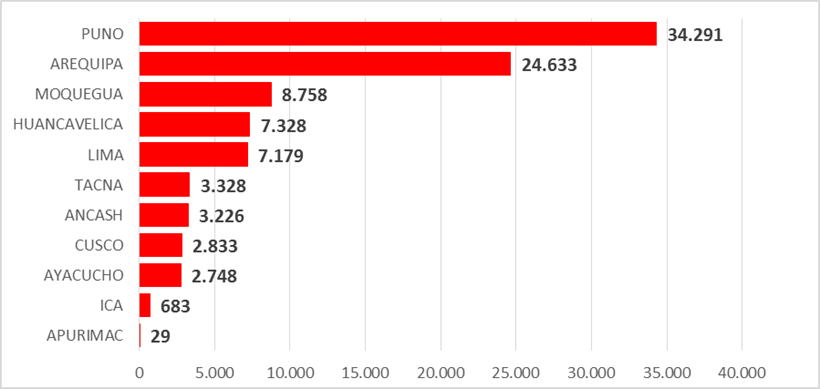 PUNO 34.291
AREQUIPA 24.633
MOQUEGUA 8.758
HUANCAVELICA 7.328
LIMA 7.179
TACNA 3.328
ANCASH 3.226
CUSCO 2.833
AYACUCHO 2.748
ICA 683
APURIMAC 29
0 5.000 10.000 15.000 20.000 25.000 30.000 35.000 40.000